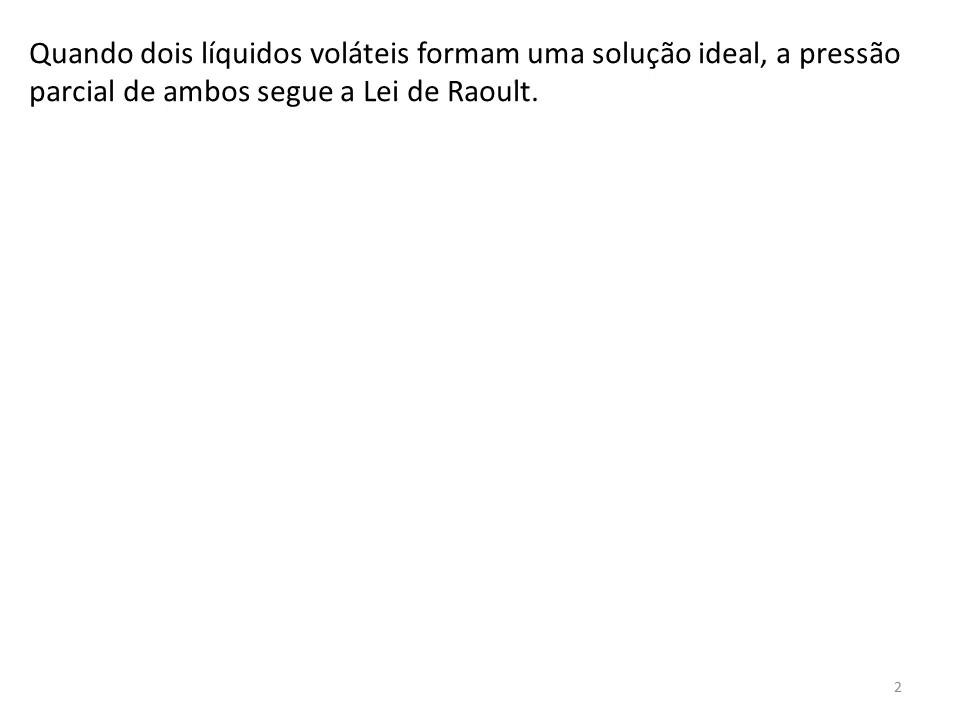 Quando dois líquidos voláteis formam uma solução ideal, a pressão
parcial de ambos segue a Lei de Raoult.
2